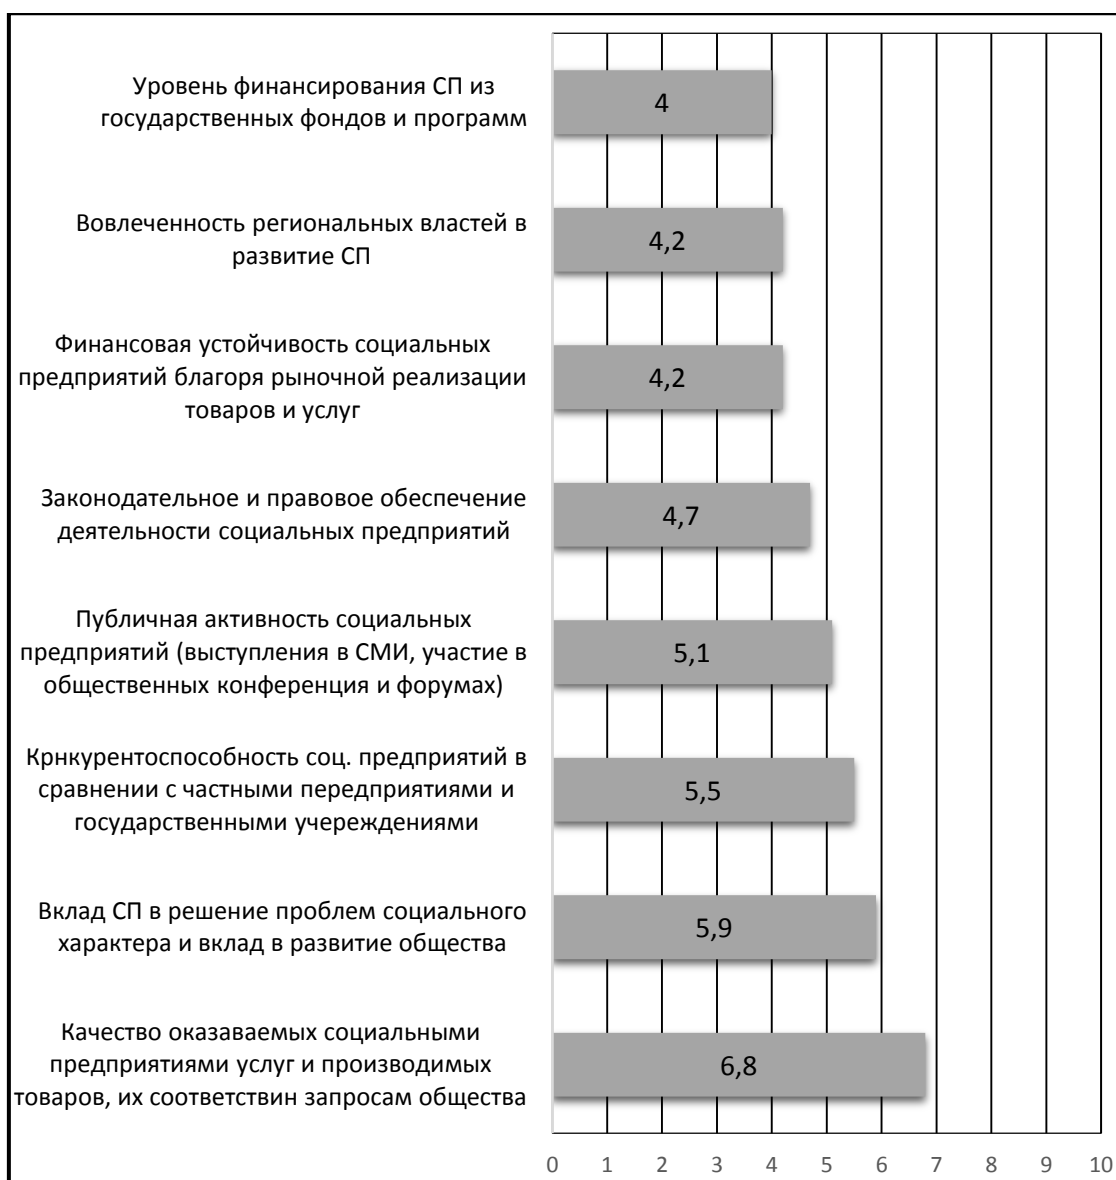 Уровень финансирования СП из
государственных фондов и программ
4
Вовлеченность региональных властей в
развитие СП
4,2
Финансовая устойчивость социальных
предприятий благоря рыночной реализации
товаров и услуг
4,2
Законодательное и правовое обеспечение
деятельности социальных предприятий
4,7
Публичная активность социальных
предприятий (выступления в СМИ, участие в
общественных конференция и форумах)
5,1
Крнкурентоспособность соц. предприятий в
сравнении с частными передприятиями и
государственными учереждениями
5,5
Вклад СП в решение проблем социального
характера и вклад в развитие общества
5,9
Качество оказаваемых социальными
предприятиями услуг и производимых
товаров, их соответствин запросам общества
6,8
0 1 2 3 4 5 6 7 8 9 10